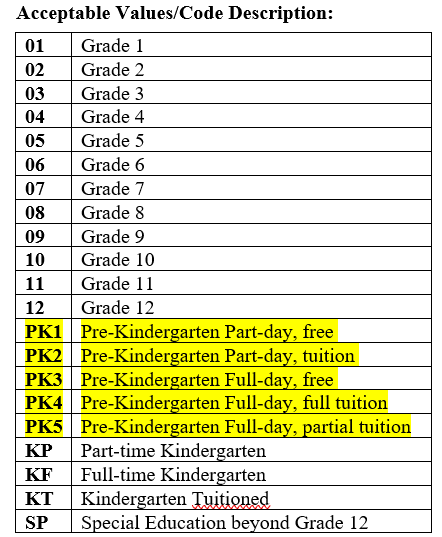 Acceptable Values/Code Description:
01 Grade 1
02 Grade 2
03 Grade 3
04 Grade 4
05 Grade 5
06 Grade 6
07 Grade 7
08 Grade 8
09 Grade 9
10 Grade 10
11 Grade 11
12 Grade 12
PK1 Pre-Kindergarten Part-day, free
PK2 Pre-Kindergarten Part-day, tuition
PK3 Pre-Kindergarten Full-day, free
PK4 Pre-Kindergarten Full-day, full tuition
PK5 Pre-Kindergarten Full-day, partial tuition
KP Part-time Kindergarten
KF Full-time Kindergarten
KT Kindergarten Tuitioned
SP Special Education beyond Grade 12